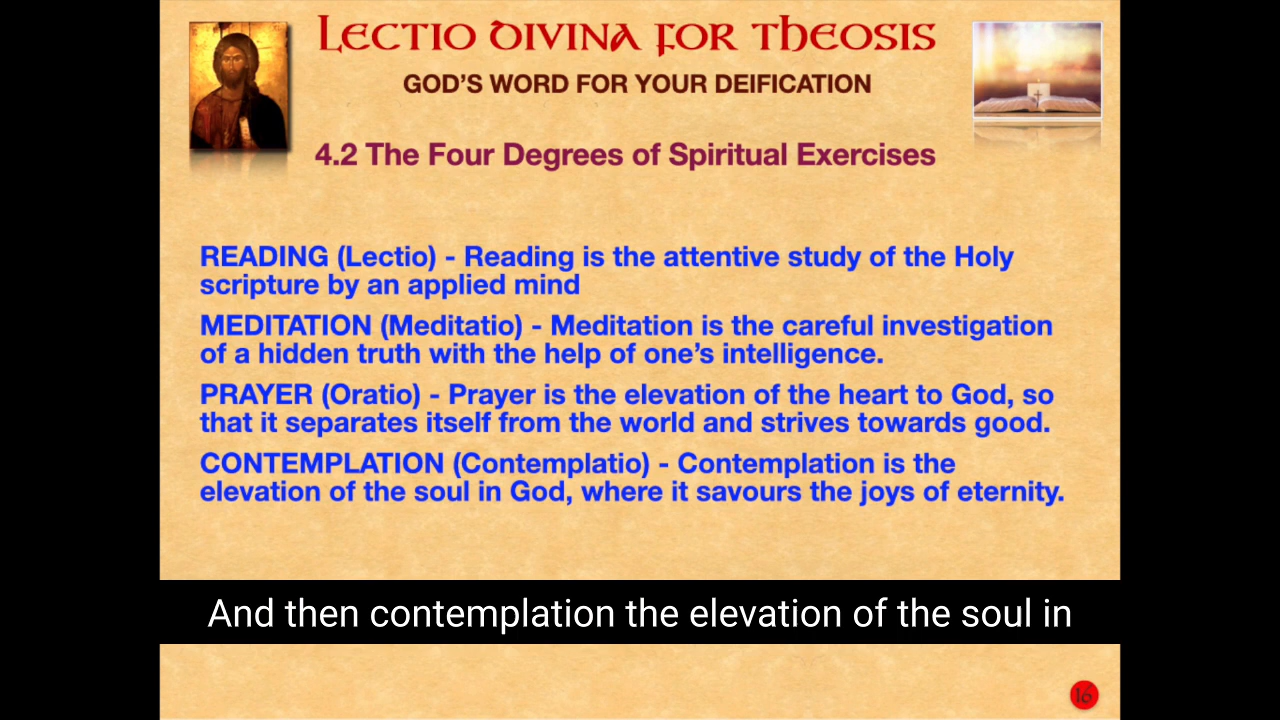 LECTIO DIVINA FOR THEOSIS
GOD'S WORD FOR YOUR DEIFICATION
4.2 The Four Degrees of Spiritual Exercises
READING (Lectio) - Reading is the attentive study of the Holy
scripture by an applied mind
MEDITATION (Meditatio) - Meditation is the careful investigation
of a hidden truth with the help of one’s intelligence.
PRAYER (Oratio) - Prayer is the elevation of the heart to God, so
that it separates itself from the world and strives towards good.
CONTEMPLATION (Contemplatio) - Contemplation is the
elevation of the soul in God, where it savours the joys of eternity.
And then contemplation the elevation of the soul in
16